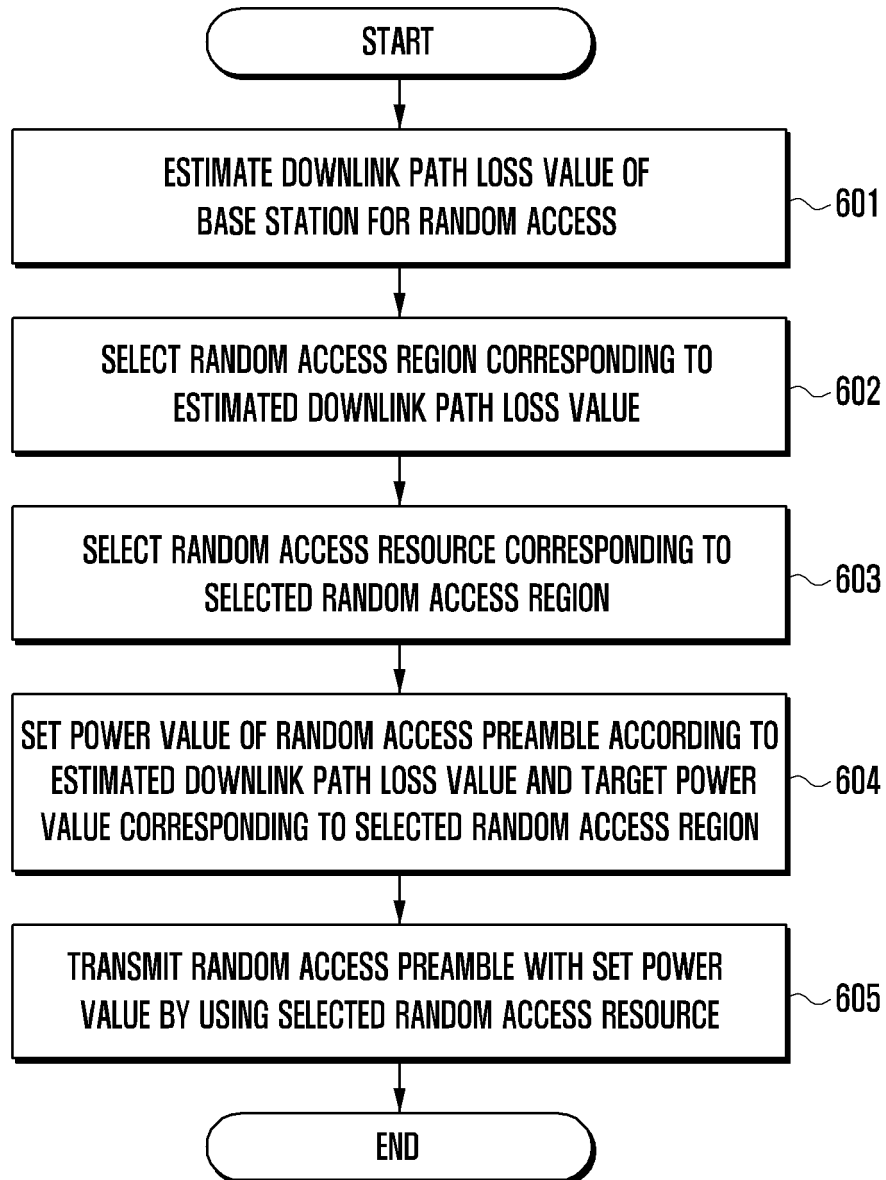 START
ESTIMATE DOWNLINK PATH LOSS VALUE OF
BASE STATION FOR RANDOM ACCESS
601
SELECT RANDOM ACCESS REGION CORRESPONDING TO
ESTIMATED DOWNLINK PATH LOSS VALUE
602
SELECT RANDOM ACCESS RESOURCE CORRESPONDING TO
SELECTED RANDOM ACCESS REGION
603
SET POWER VALUE OF RANDOM ACCESS PREAMBLE ACCORDING TO
ESTIMATED DOWNLINK PATH LOSS VALUE AND TARGET POWER
VALUE CORRESPONDING TO SELECTED RANDOM ACCESS REGION
604
TRANSMIT RANDOM ACCESS PREAMBLE WITH SET POWER
VALUE BY USING SELECTED RANDOM ACCESS RESOURCE
605
END